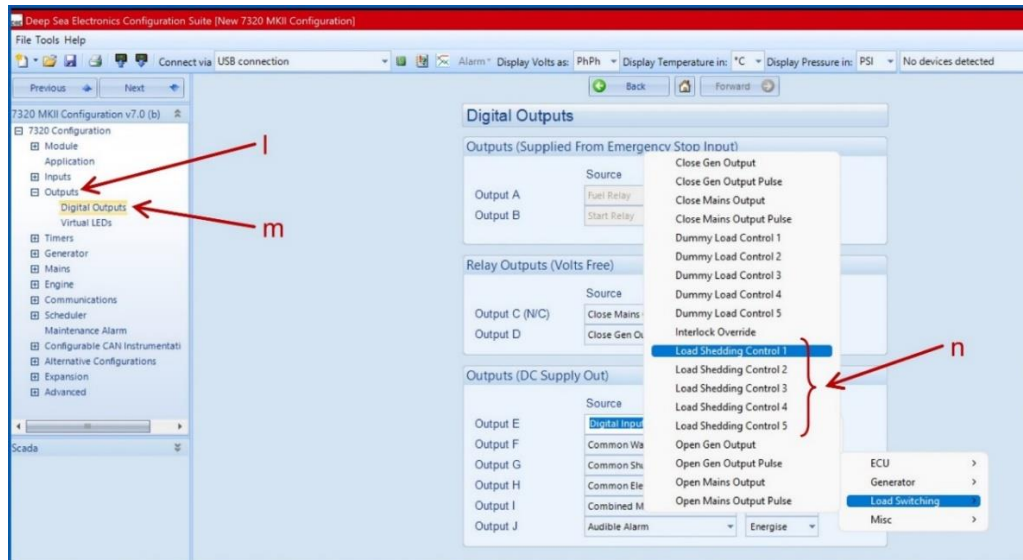 Deep Sea Electronics Configuration Suite [New 7320 MKII Configuration]
File Tools Help
Connect via USB connection Alarm Display Volts as: PhPh Display Temperature in: °C Display Pressure in: PSI No devices detected
Previous Next
Back Forward
7320 MKII Configuration v7.0 (b)
7320 Configuration
Module
Application
Inputs
Outputs
Digital Outputs
Virtual LEDs
Timers
Generator
Mains
Engine
Communications
Scheduler
Maintenance Alarm
Configurable CAN Instrumentati
Alternative Configurations
Expansion
Advanced
Scada
l
m
Digital Outputs
Outputs (Supplied From Emergency Stop Input)
Source
Output A Fuel Relay
Output B Start Relay
Relay Outputs (Volts Free)
Source
Output C (N/C) Close Mains
Output D Close Gen Ou
Outputs (DC Supply Out)
Source
Output E Digital Input
Output F Common Wa
Output G Common Shu
Output H Common Ele
Output I Combined M
Output J Audible Alarm Energise
Close Gen Output
Close Gen Output Pulse
Close Mains Output
Close Mains Output Pulse
Dummy Load Control 1
Dummy Load Control 2
Dummy Load Control 3
Dummy Load Control 4
Dummy Load Control 5
Interlock Override
Load Shedding Control 1
Load Shedding Control 2
Load Shedding Control 3
Load Shedding Control 4
Load Shedding Control 5
Open Gen Output
Open Gen Output Pulse
Open Mains Output
Open Mains Output Pulse
n
ECU
Generator
Load Switching
Misc